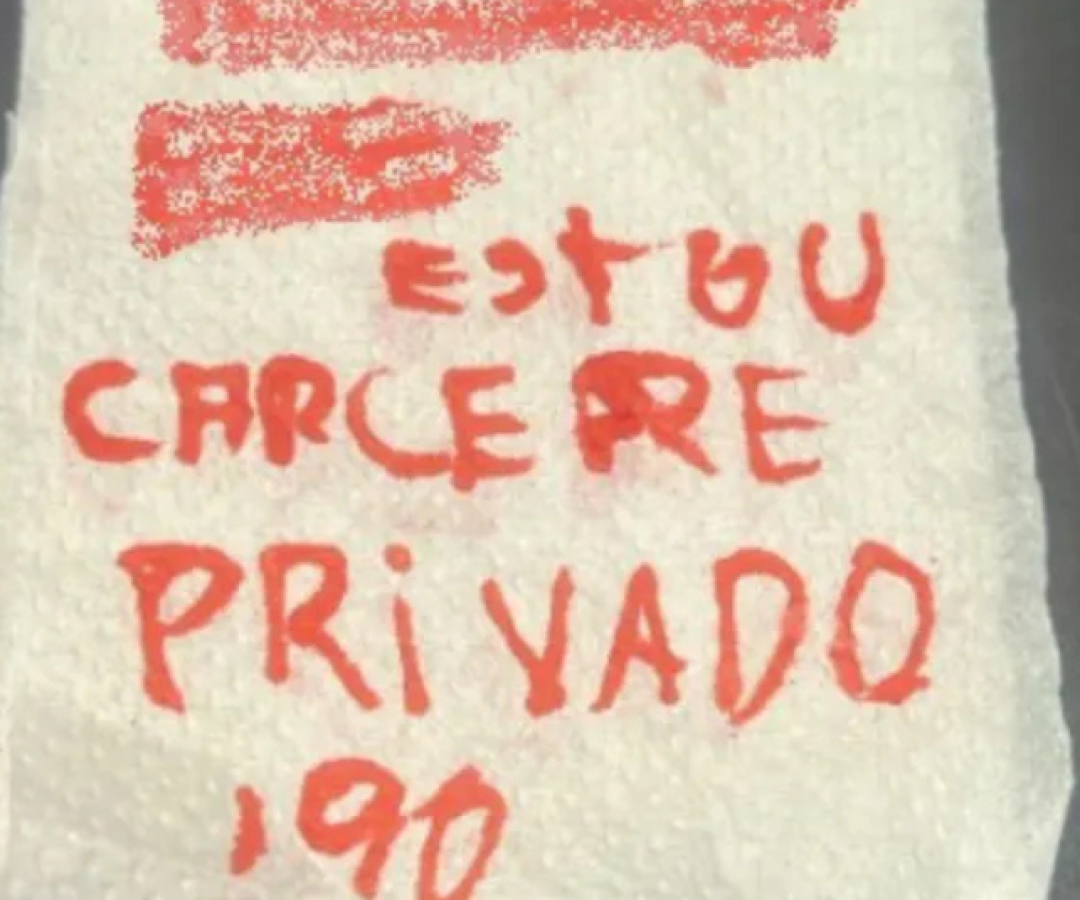 ESTOU
CARCERE
PRiVADO
190